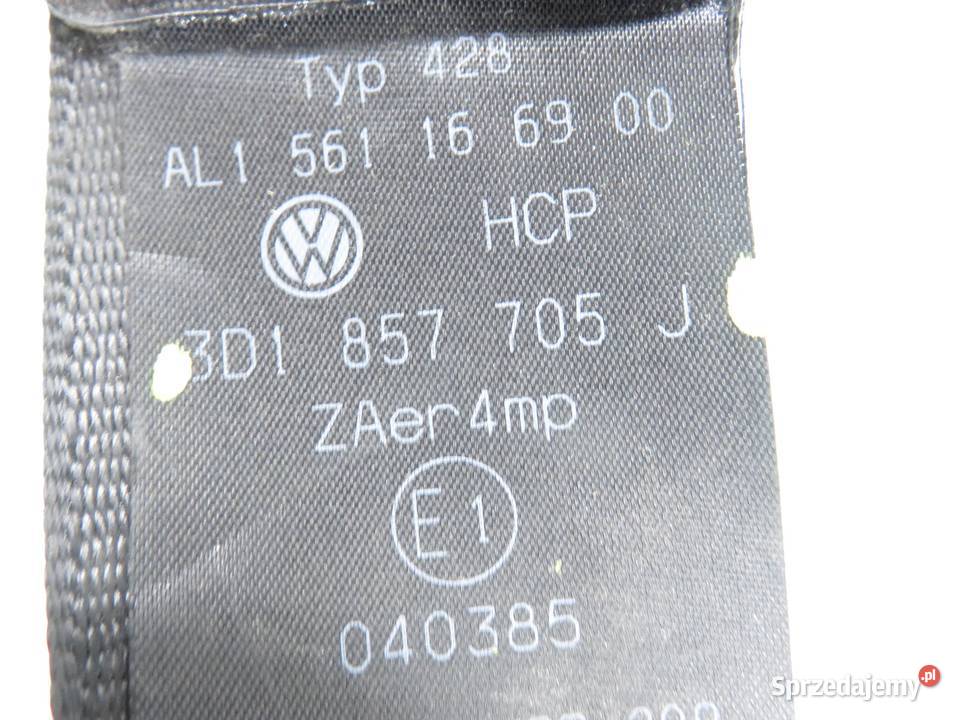 Typ 428
AL1 561 16 69 00
HCP
3D1 857 705 J
ZAer4mp
E1
040385
Sprzedajemy.pl